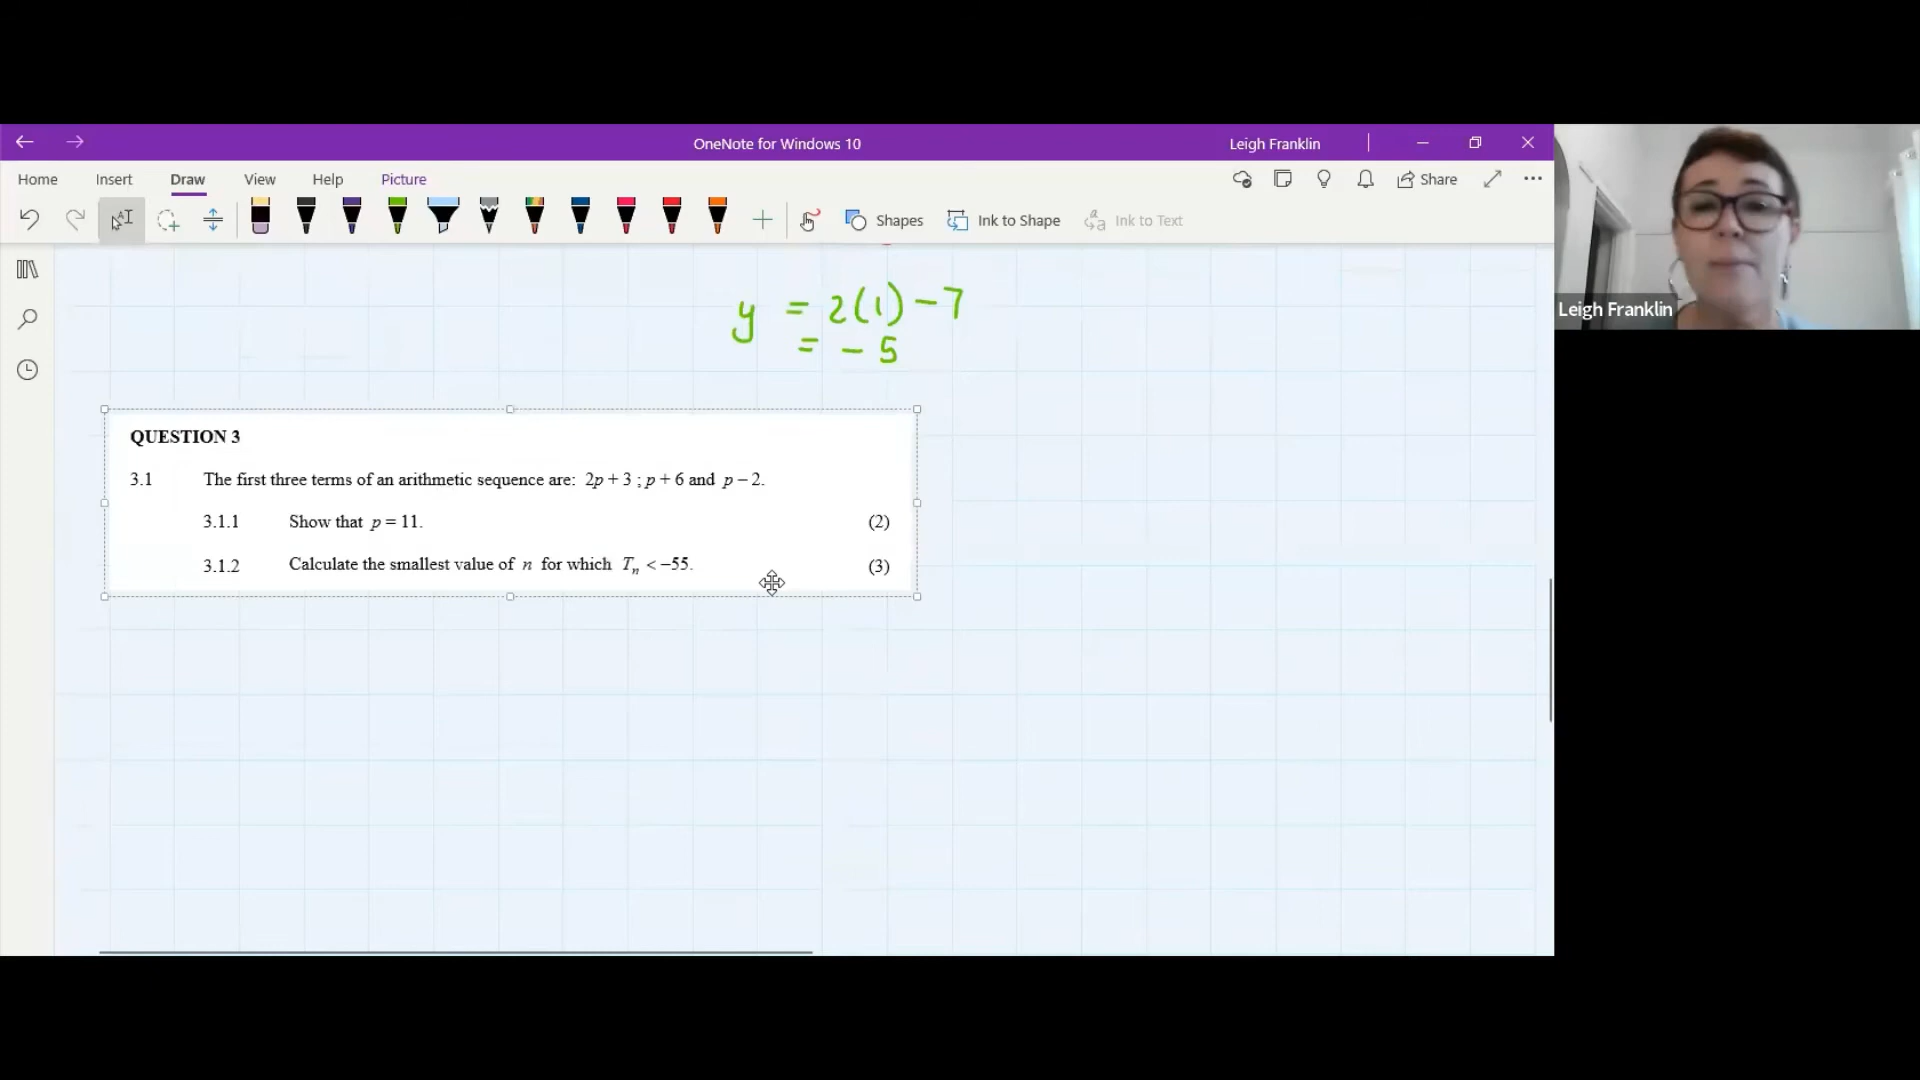 OneNote for Windows 10
Leigh Franklin
Home Insert Draw View Help Picture
Share
Shapes Ink to Shape Ink to Text
y = 2(1) - 7
= - 5
Leigh Franklin
QUESTION 3
3.1 The first three terms of an arithmetic sequence are: 2p + 3 ; p + 6 and p − 2.
3.1.1 Show that p = 11. (2)
3.1.2 Calculate the smallest value of n for which Tn < −55. (3)